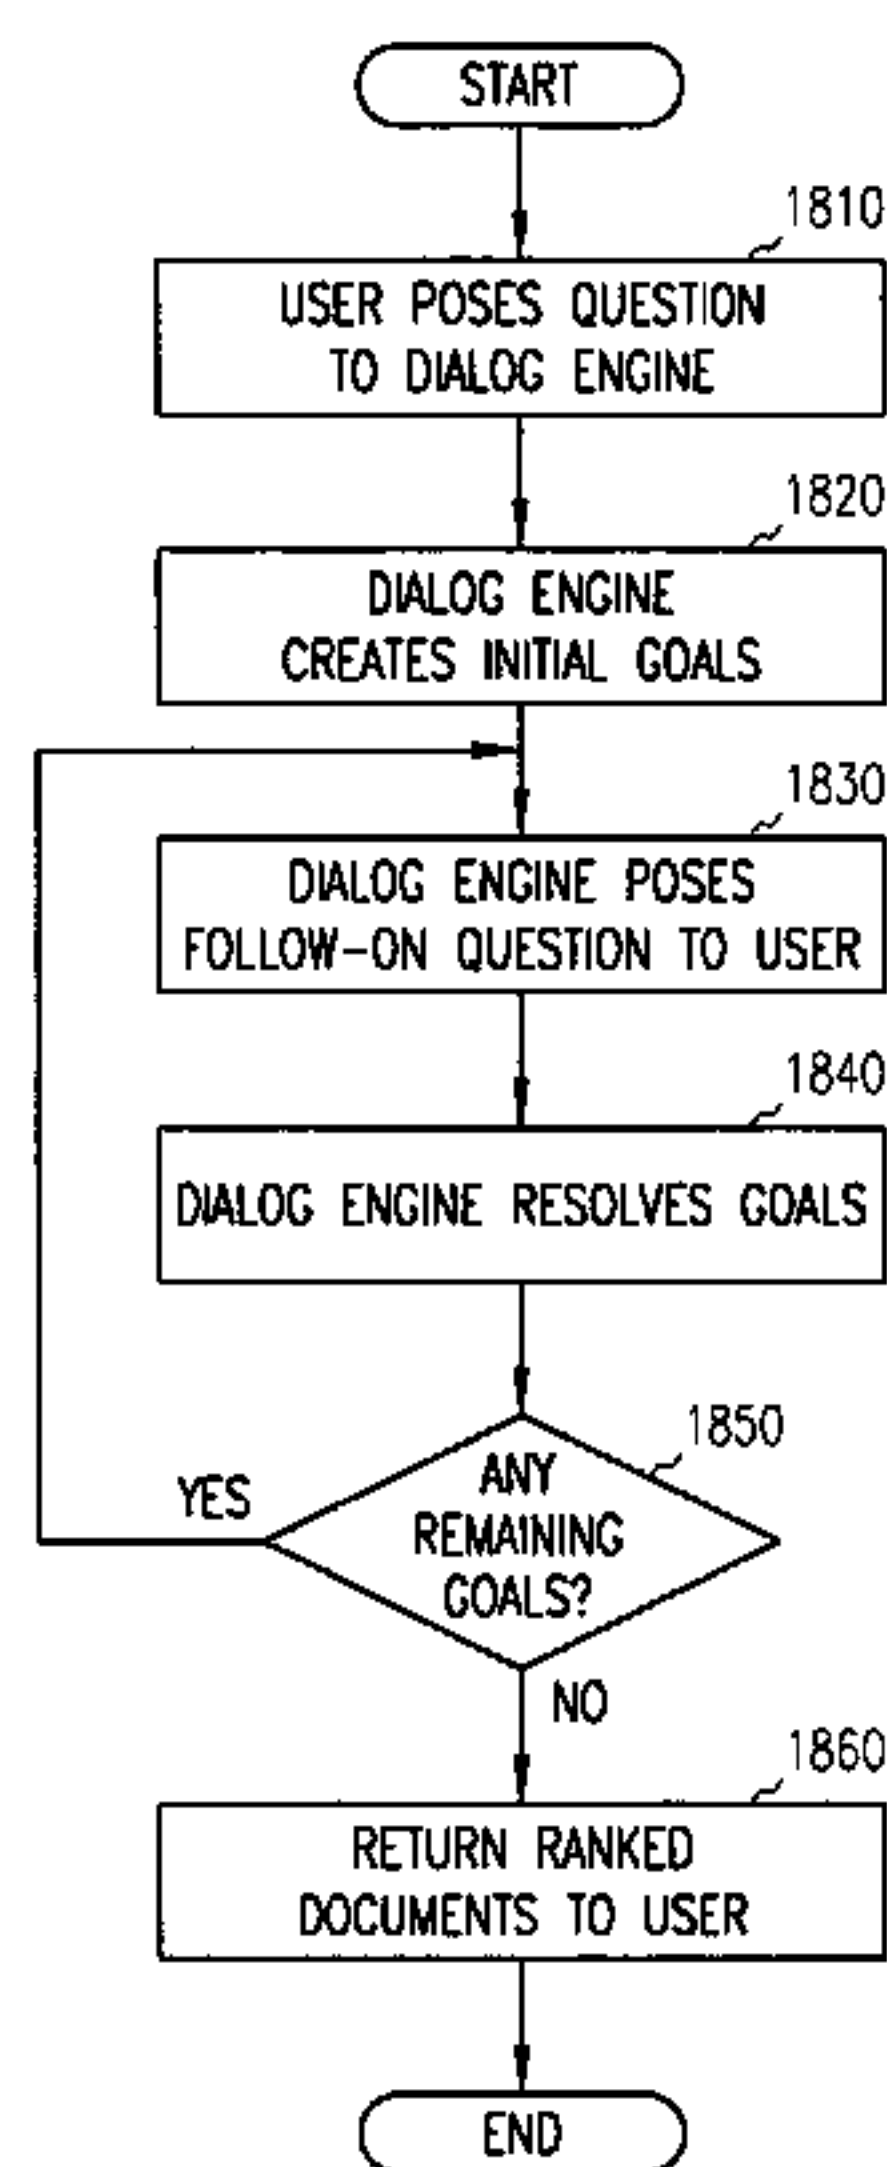 START
1810
USER POSES QUESTION
TO DIALOG ENGINE
1820
DIALOG ENGINE
CREATES INITIAL GOALS
1830
DIALOG ENGINE POSES
FOLLOW-ON QUESTION TO USER
1840
DIALOG ENGINE RESOLVES GOALS
1850
ANY
REMAINING
GOALS?
YES
NO
1860
RETURN RANKED
DOCUMENTS TO USER
END